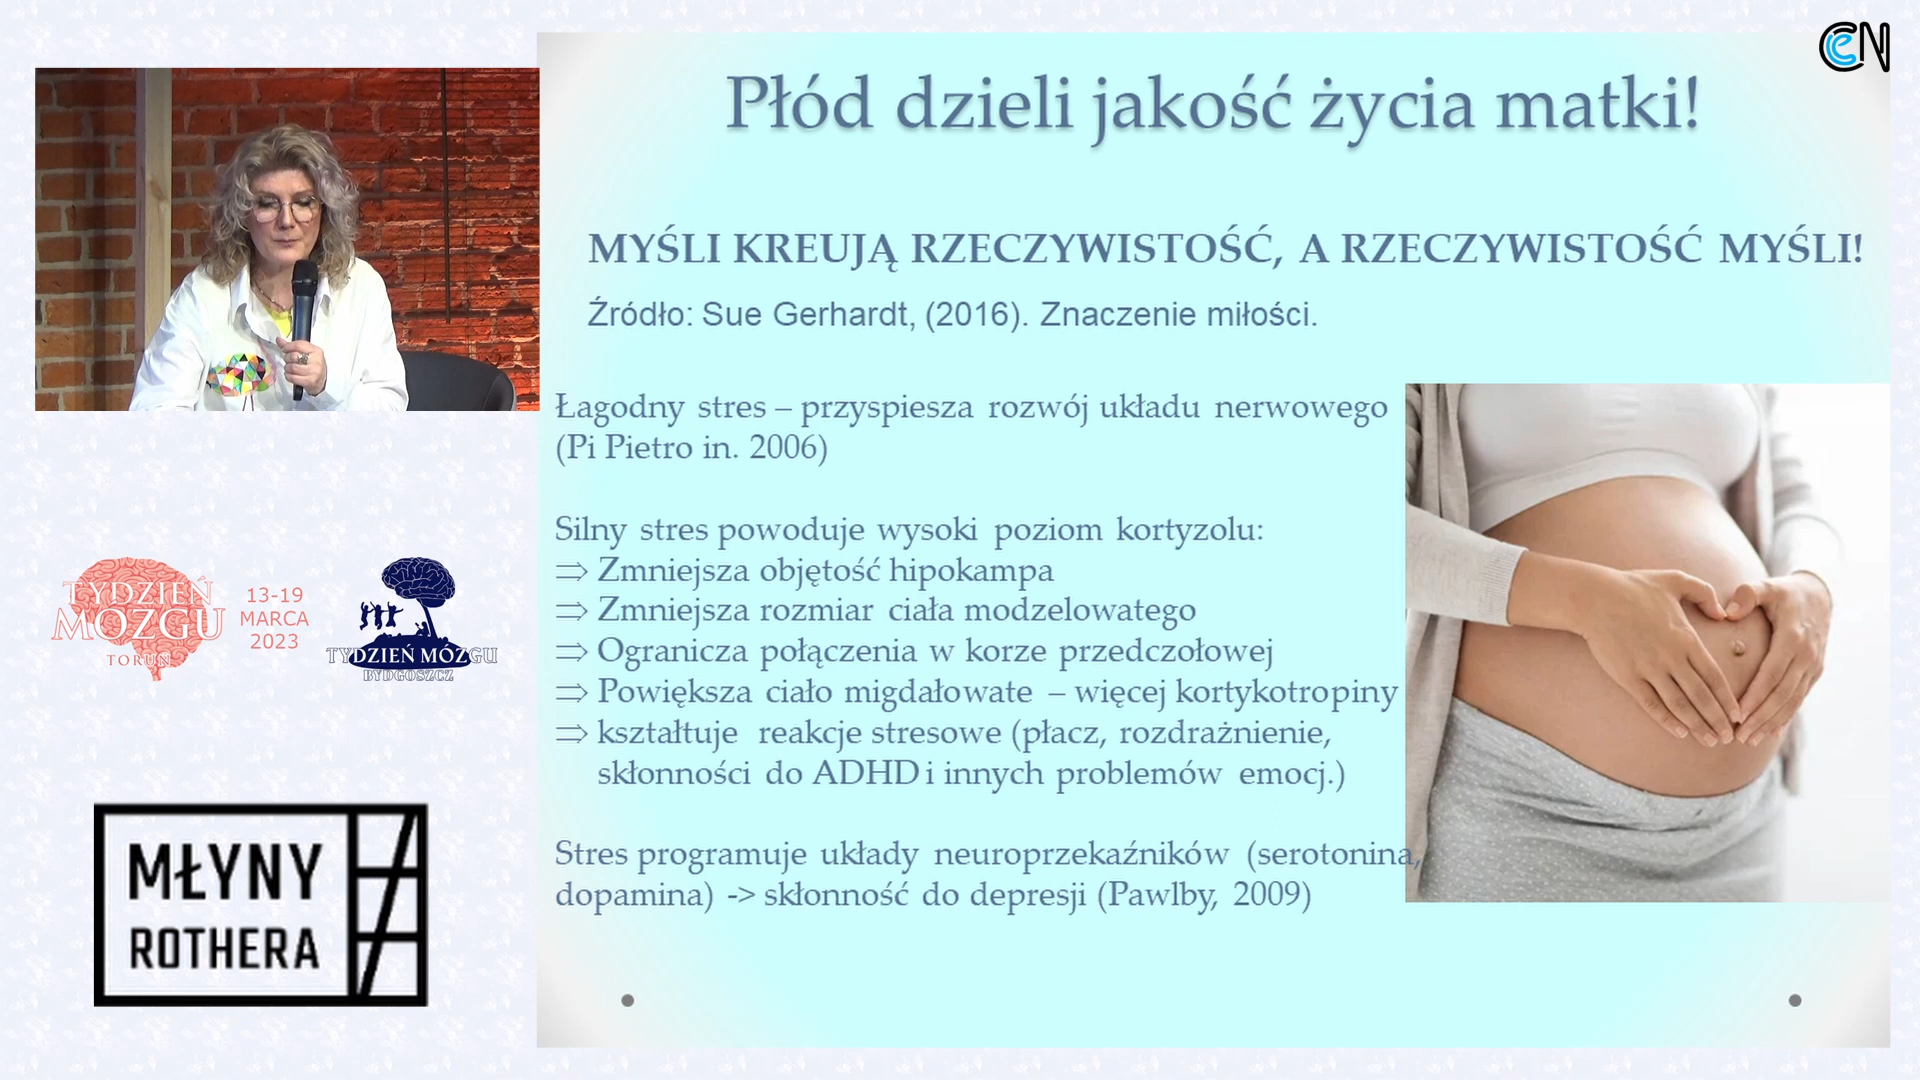 CeN
Płód dzieli jakość życia matki!
MYŚLI KREUJĄ RZECZYWISTOŚĆ, A RZECZYWISTOŚĆ MYŚLI!
Źródło: Sue Gerhardt, (2016). Znaczenie miłości.
Łagodny stres – przyspiesza rozwój układu nerwowego
(Pi Pietro in. 2006)
Silny stres powoduje wysoki poziom kortyzolu:
⇒ Zmniejsza objętość hipokampa
⇒ Zmniejsza rozmiar ciała modzelowatego
⇒ Ogranicza połączenia w korze przedczołowej
⇒ Powiększa ciało migdałowate – więcej kortykotropiny
⇒ kształtuje reakcje stresowe (płacz, rozdrażnienie,
skłonności do ADHD i innych problemów emocj.)
Stres programuje układy neuroprzekaźników (serotonina,
dopamina) -> skłonność do depresji (Pawlby, 2009)
TYDZIEŃ
MÓZGU
TORUŃ
13-19
MARCA
2023
TYDZIEŃ MÓZGU
BYDGOSZCZ
MŁYNY
ROTHERA